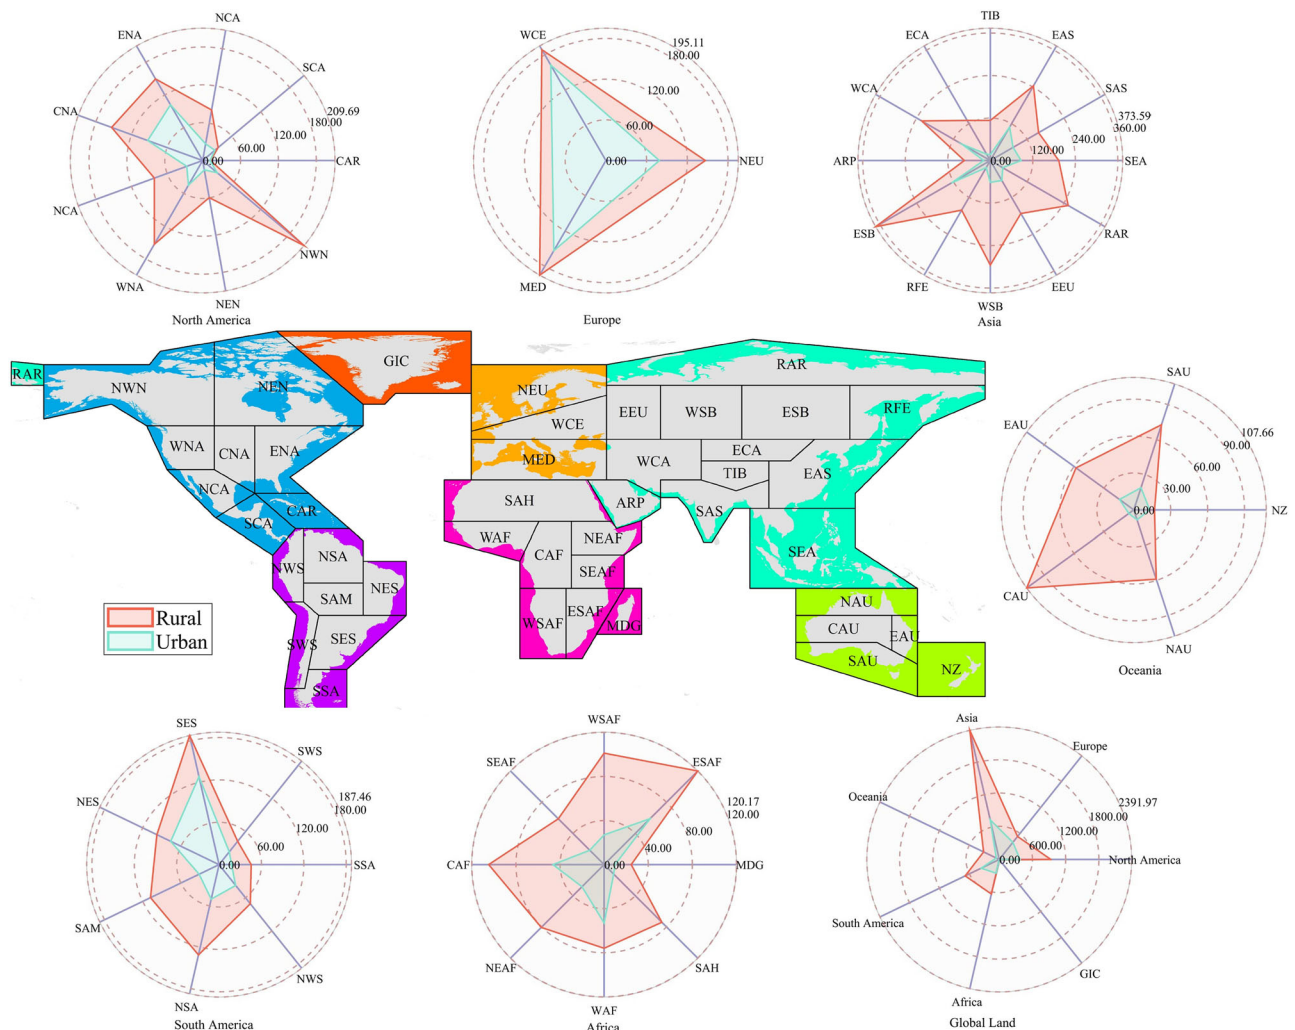 NCA
ENA
SCA
CNA
209.69
180.00
120.00
60.00
0.00
CAR
NCA
NWN
WNA
NEN
North America
WCE
195.11
180.00
120.00
60.00
0.00
NEU
MED
Europe
TIB
ECA
EAS
WCA
SAS
373.59
360.00
240.00
120.00
0.00
ARP
SEA
ESB
RAR
RFE
EEU
WSB
Asia
RAR
NWN
NEN
GIC
WNA
CNA
ENA
NCA
CAR
SCA
NEU
WCE
MED
EEU
WSB
ESB
RAR
RFE
WCA
ECA
TIB
EAS
ARP
SAS
SEA
SAH
WAF
CAF
NEAF
SEAF
WSAF
ESAF
MDG
NWS
NSA
NES
SAM
SWS
SES
SSA
NAU
CAU
EAU
SAU
NZ
Rural
Urban
SAU
EAU
107.66
90.00
60.00
30.00
0.00
NZ
CAU
NAU
Oceania
SES
SWS
NES
187.46
180.00
120.00
60.00
0.00
SSA
SAM
NWS
NSA
South America
WSAF
SEAF
ESAF
120.17
120.00
80.00
40.00
0.00
CAF
MDG
NEAF
SAH
WAF
Africa
Asia
Europe
Oceania
2391.97
1800.00
1200.00
600.00
0.00
North America
South America
GIC
Africa
Global Land